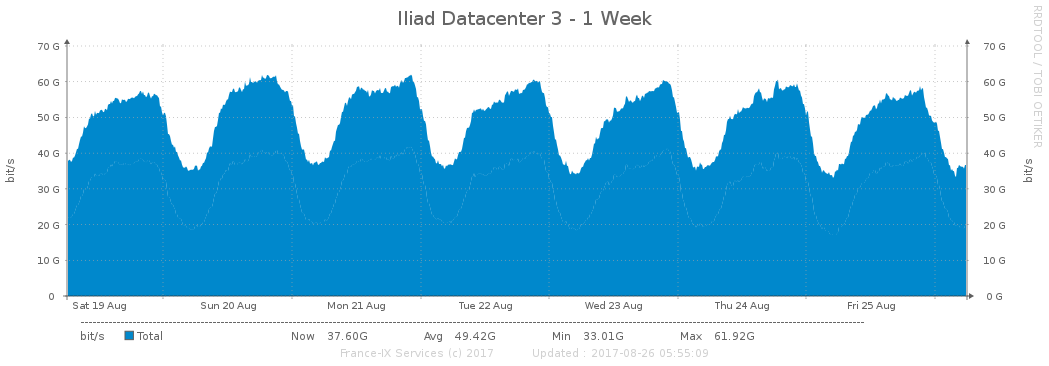 Iliad Datacenter 3 - 1 Week
RRDTOOL / TOBI OETIKER
70 G 70 G
60 G 60 G
50 G 50 G
40 G 40 G
30 G 30 G
20 G 20 G
10 G 10 G
0 0 G
bit/s bit/s
Sat 19 Aug Sun 20 Aug Mon 21 Aug Tue 22 Aug Wed 23 Aug Thu 24 Aug Fri 25 Aug
bit/s Total Now 37.60G Avg 49.42G Min 33.01G Max 61.92G
France-IX Services (c) 2017 Updated : 2017-08-26 05:55:09